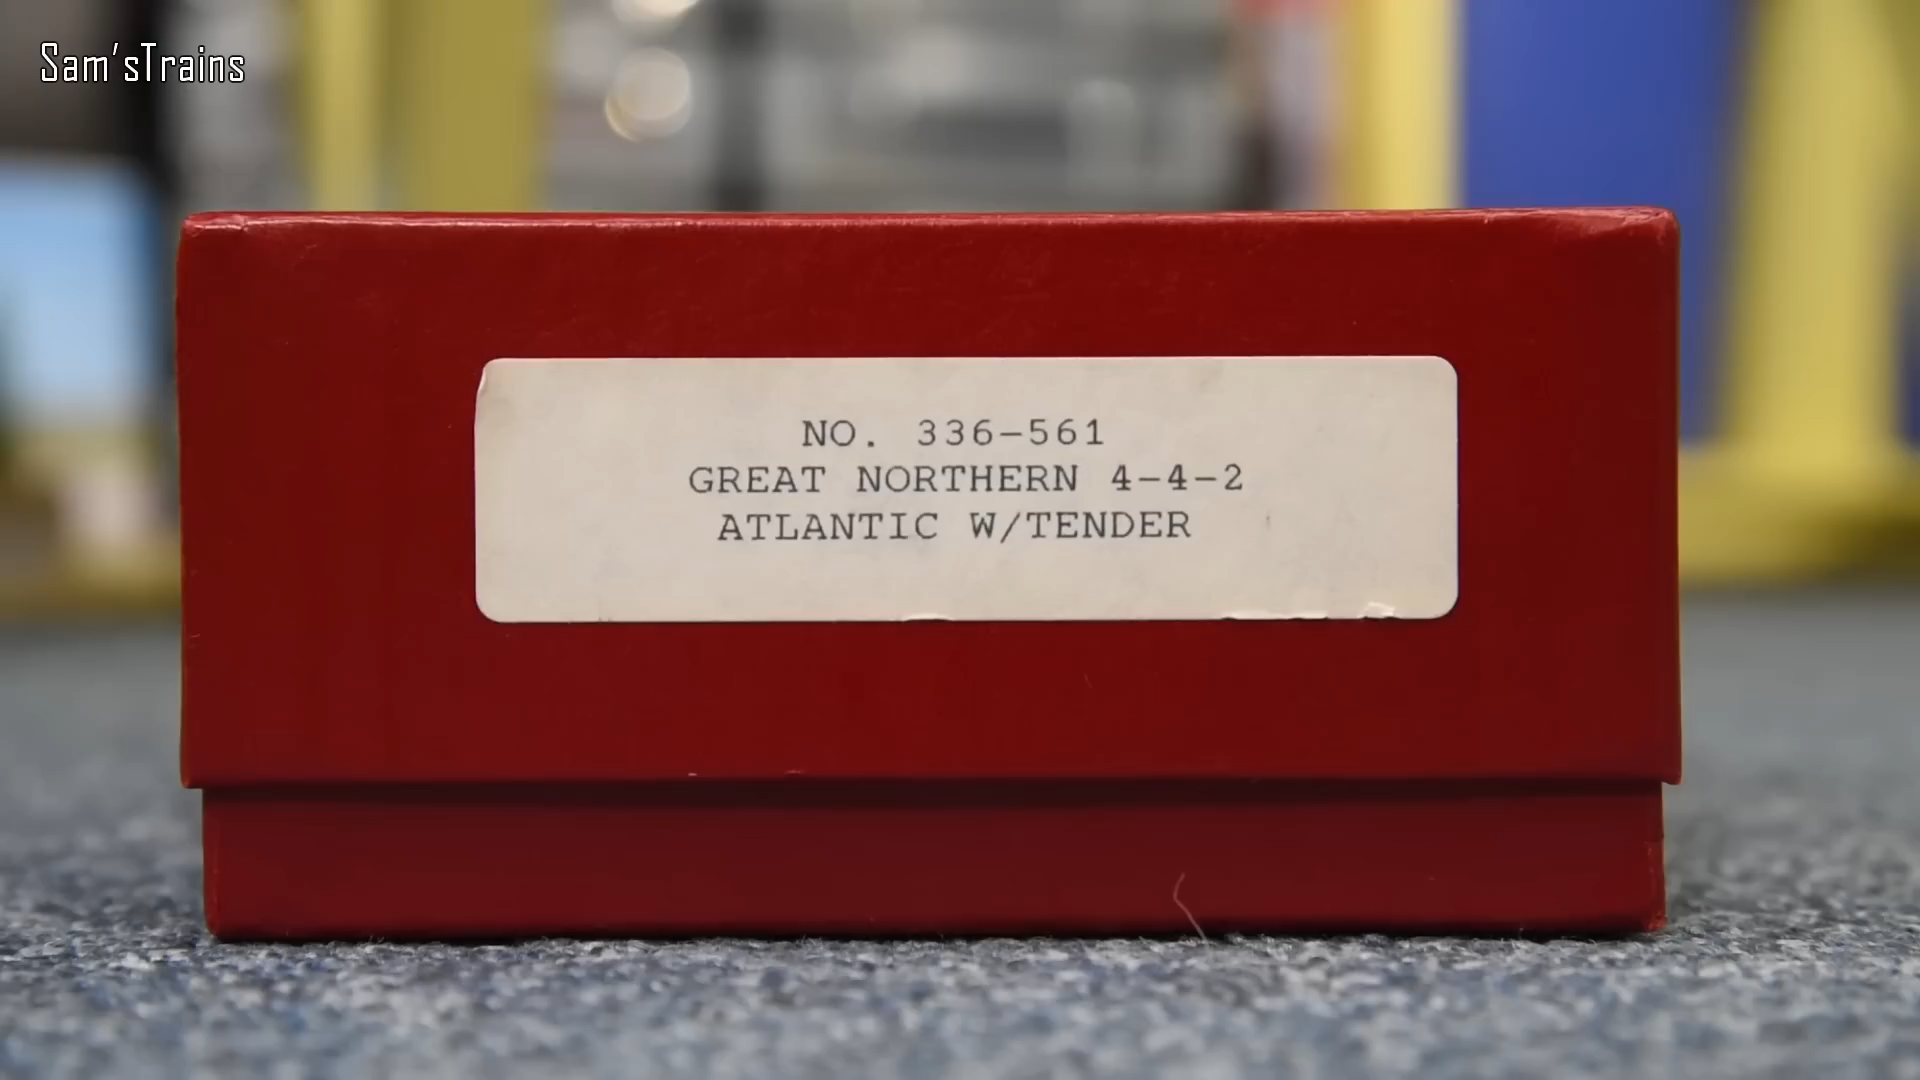 Sam'sTrains
NO. 336-561
GREAT NORTHERN 4-4-2
ATLANTIC W/TENDER